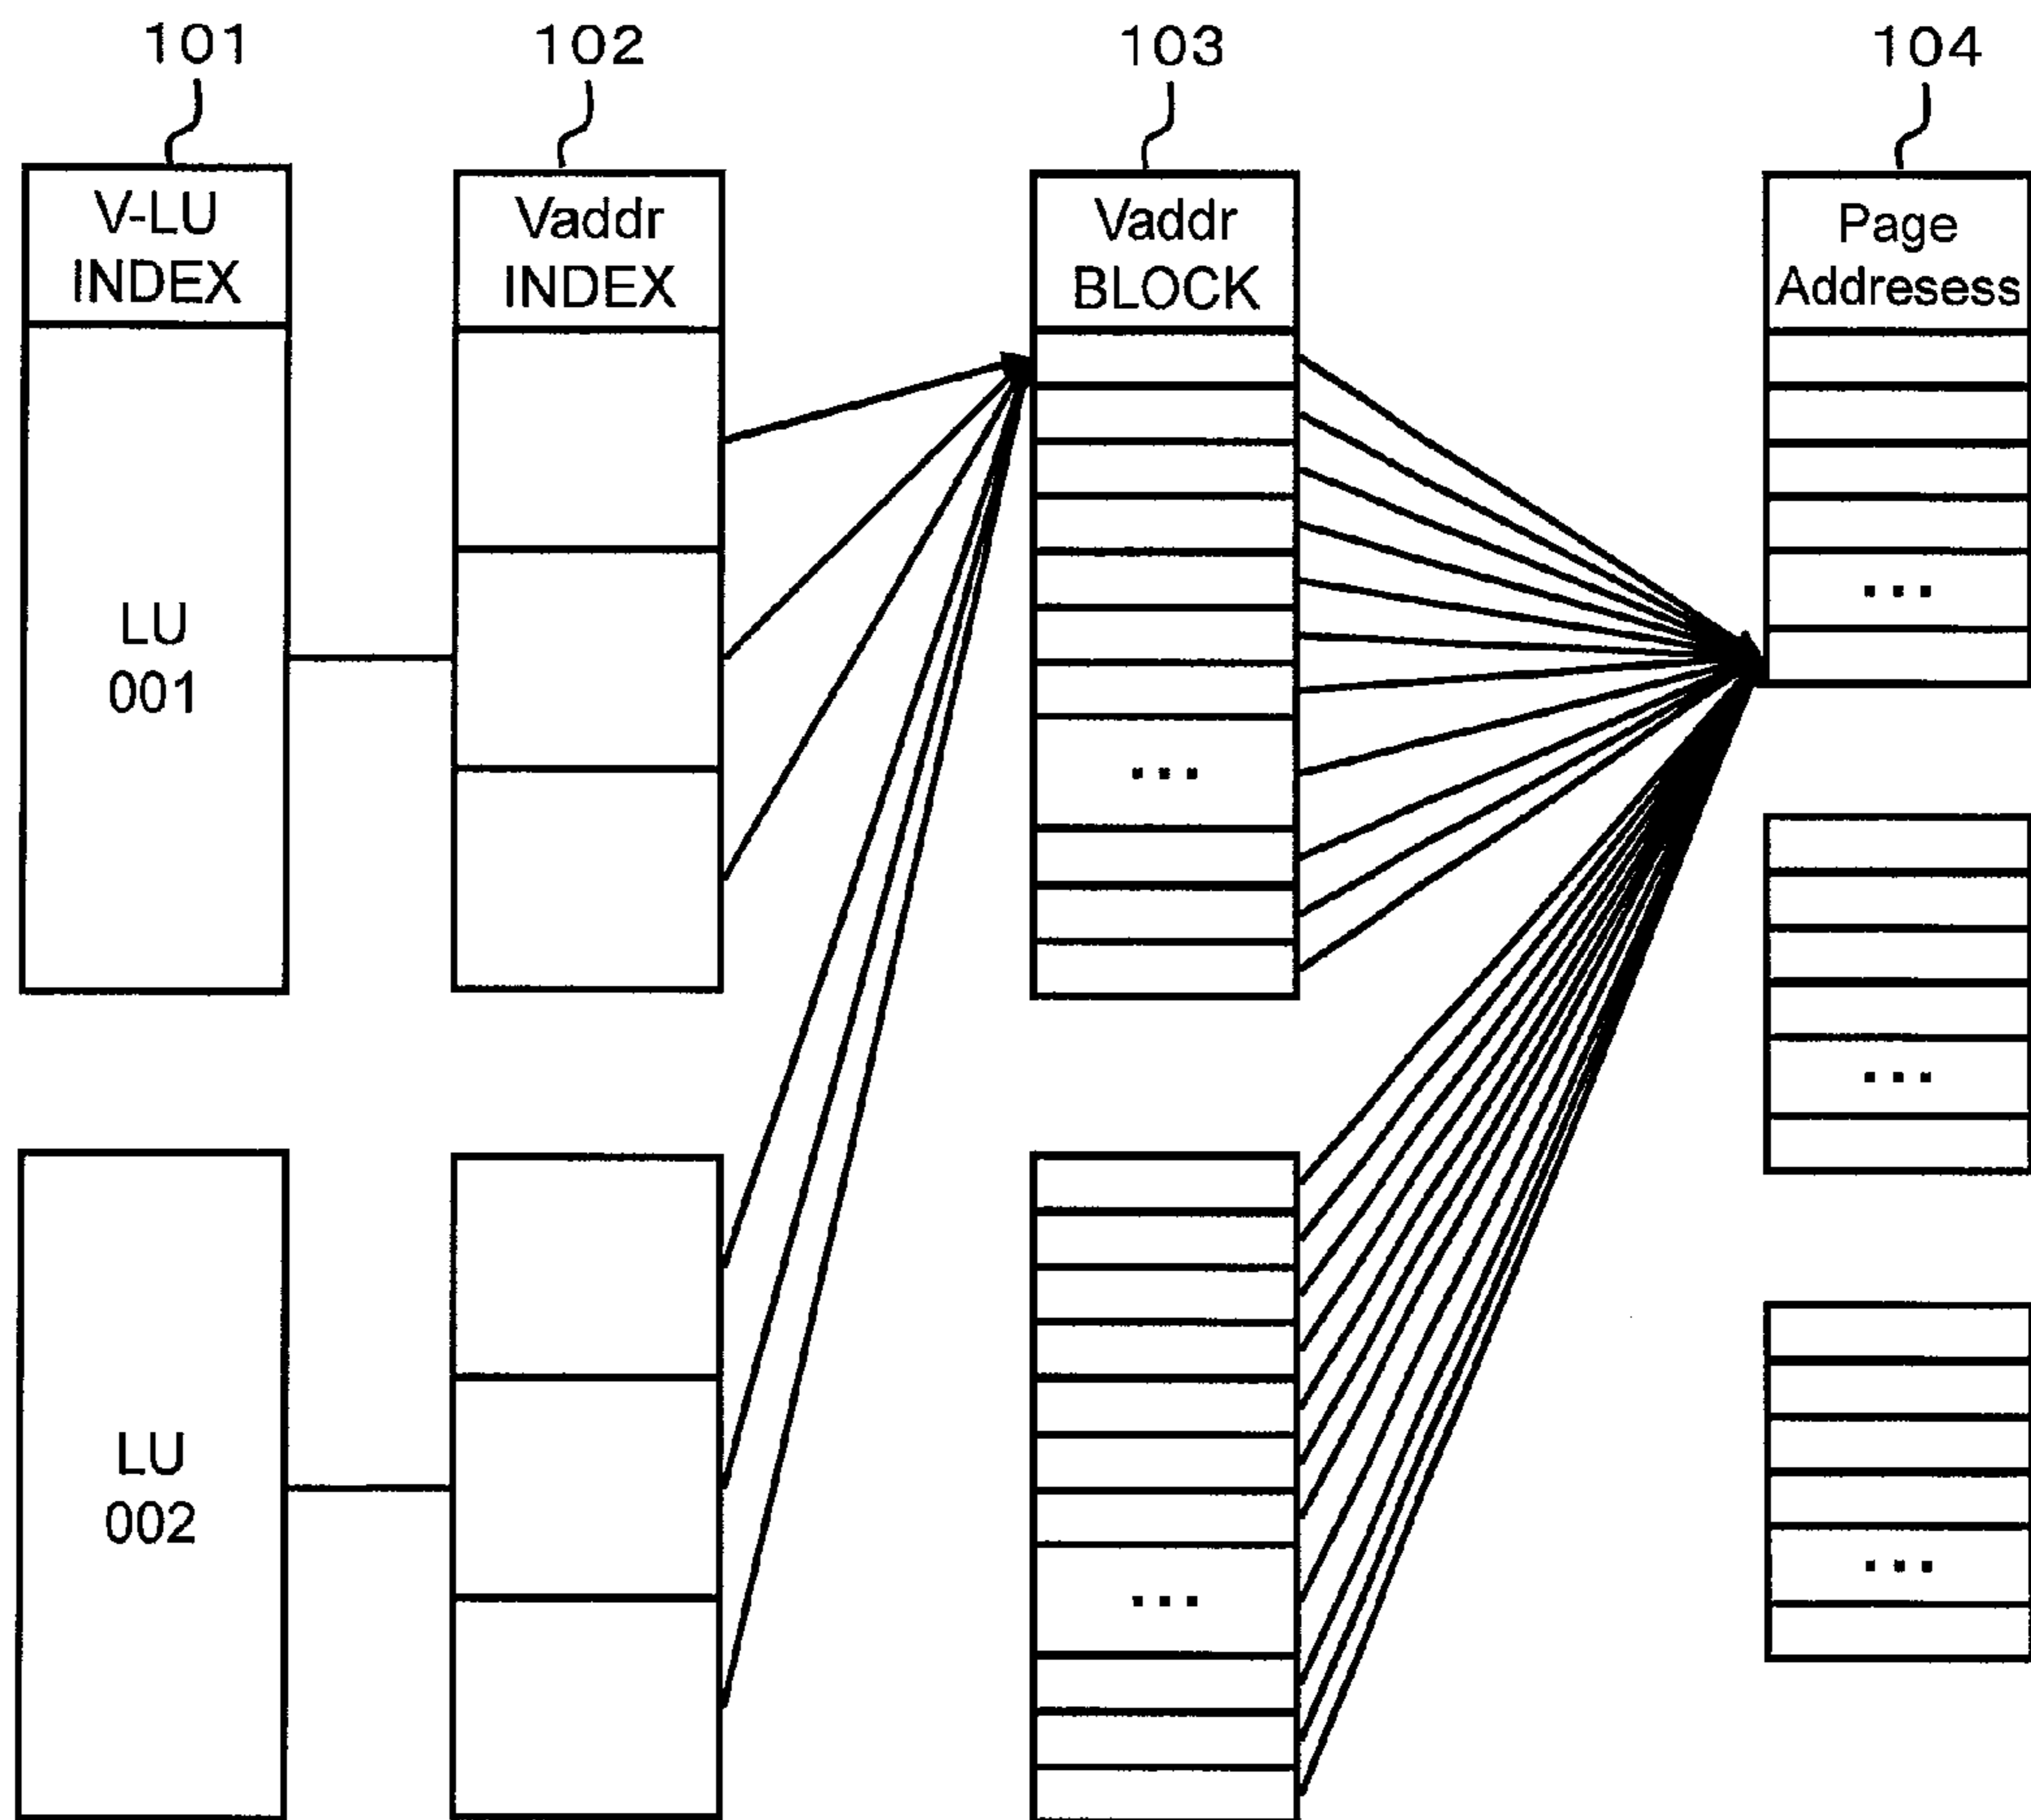 101
102
103
104
V-LU
INDEX
Vaddr
INDEX
Vaddr
BLOCK
Page
Addresess
LU
001
...
...
...
LU
002
...
...